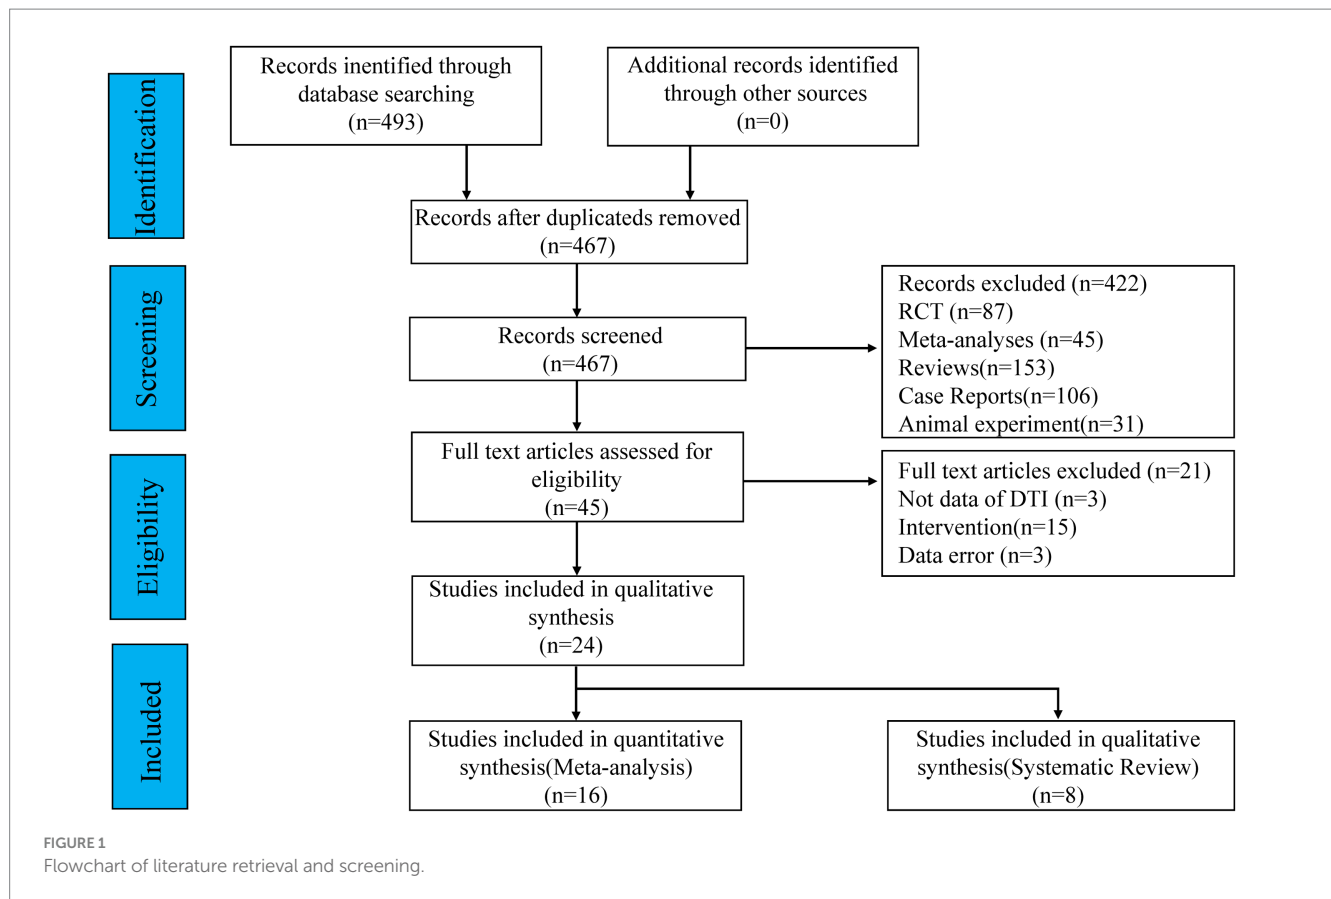 Identification
Records inentified through
database searching
(n=493)
Additional records identified
through other sources
(n=0)
Records after duplicateds removed
(n=467)
Screening
Records screened
(n=467)
Records excluded (n=422)
RCT (n=87)
Meta-analyses (n=45)
Reviews(n=153)
Case Reports(n=106)
Animal experiment(n=31)
Eligibility
Full text articles assessed for
eligibility
(n=45)
Full text articles excluded (n=21)
Not data of DTI (n=3)
Intervention(n=15)
Data error (n=3)
Studies included in qualitative
synthesis
(n=24)
Included
Studies included in quantitative
synthesis(Meta-analysis)
(n=16)
Studies included in qualitative
synthesis(Systematic Review)
(n=8)
FIGURE 1
Flowchart of literature retrieval and screening.